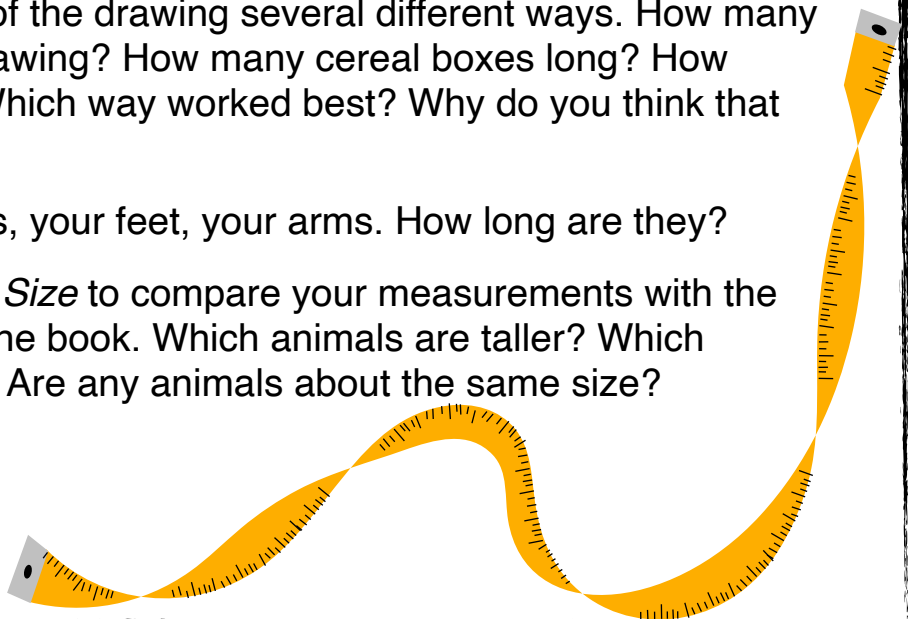 of the drawing several different ways. How many
awing? How many cereal boxes long? How
Which way worked best? Why do you think that
s, your feet, your arms. How long are they?
Size to compare your measurements with the
he book. Which animals are taller? Which
Are any animals about the same size?